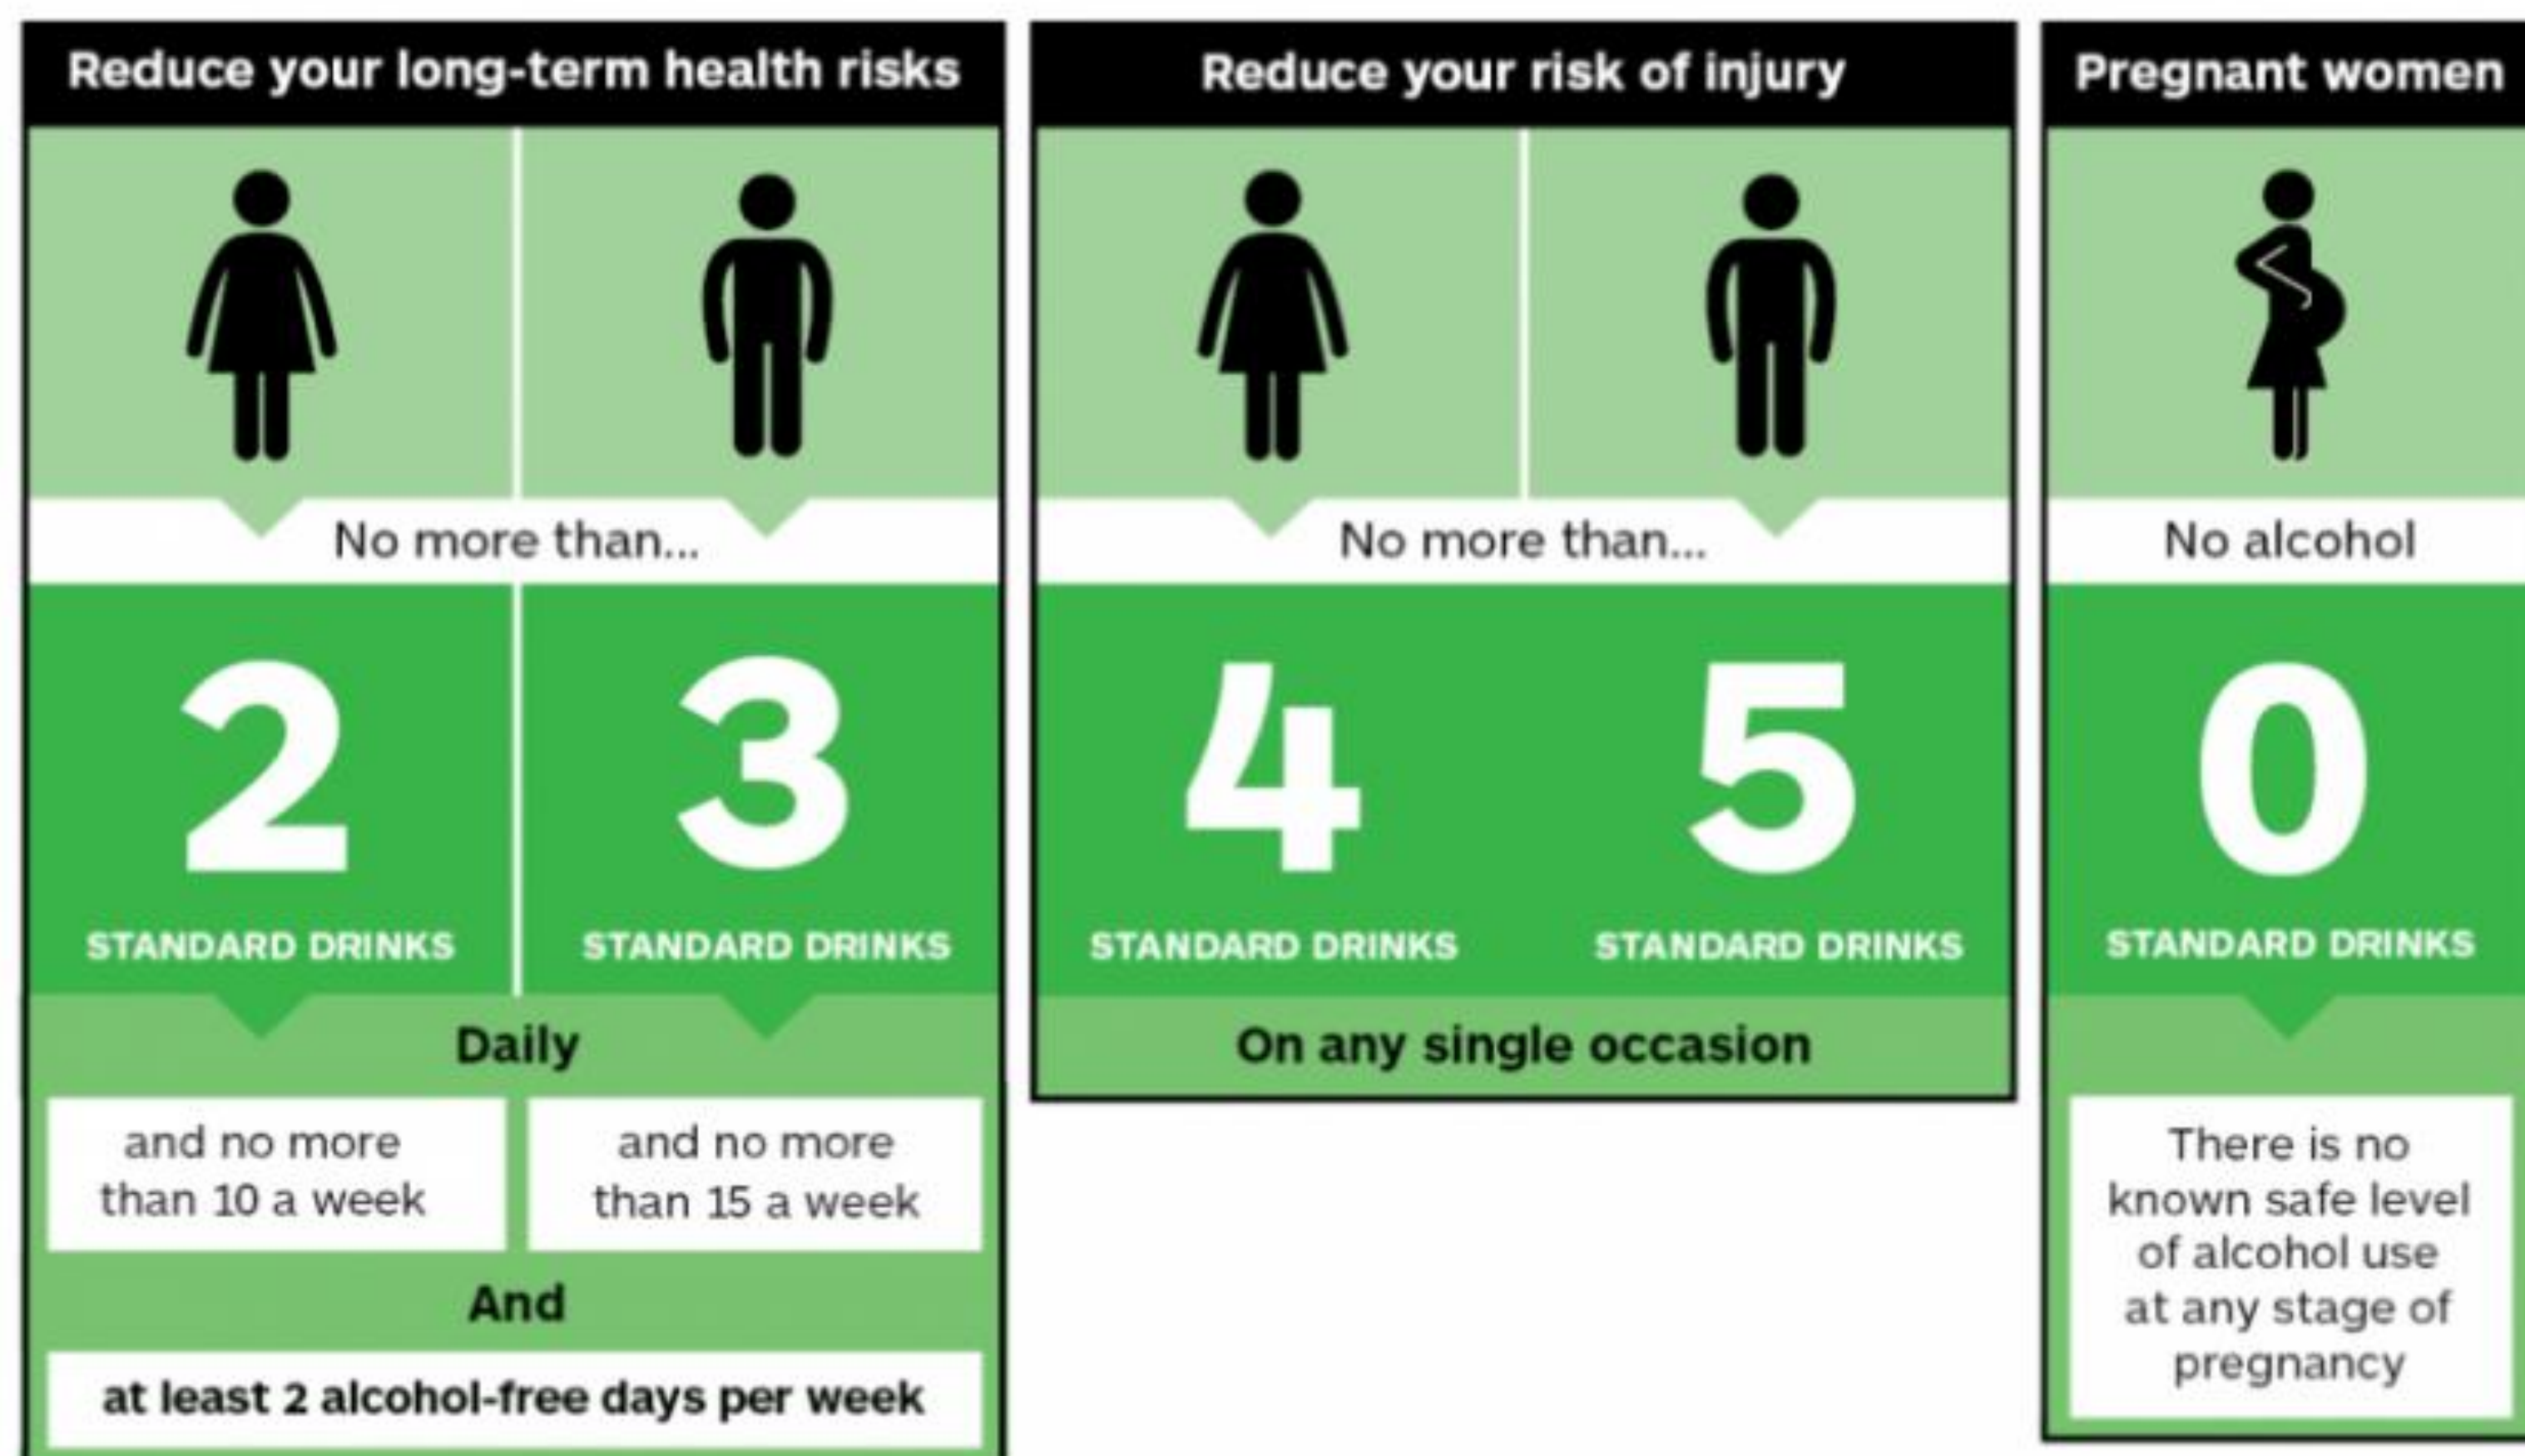 Reduce your long-term health risks
No more than...
2
3
STANDARD DRINKS
STANDARD DRINKS
Daily
and no more
than 10 a week
and no more
than 15 a week
And
at least 2 alcohol-free days per week
Reduce your risk of injury
No more than...
4
5
STANDARD DRINKS
STANDARD DRINKS
On any single occasion
Pregnant women
No alcohol
0
STANDARD DRINKS
There is no
known safe level
of alcohol use
at any stage of
pregnancy